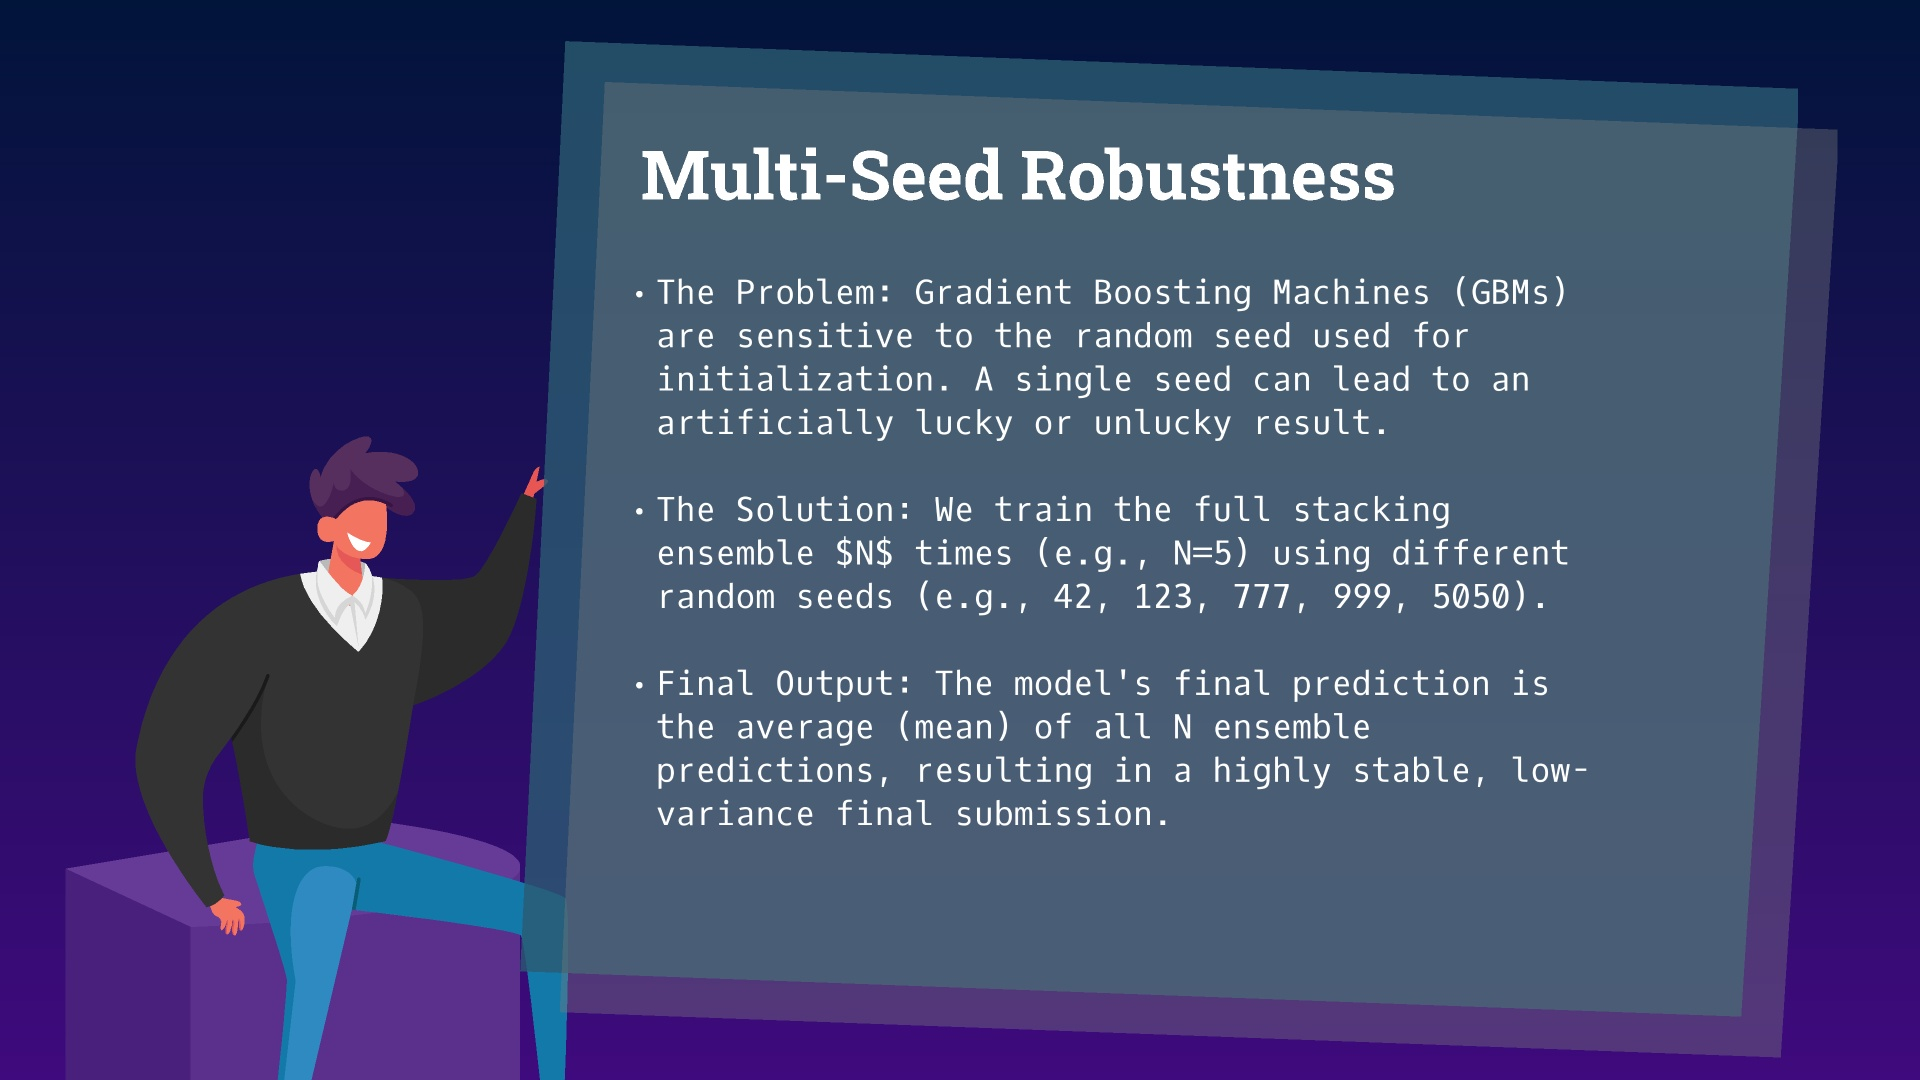 Multi-Seed Robustness
• The Problem: Gradient Boosting Machines (GBMs)
are sensitive to the random seed used for
initialization. A single seed can lead to an
artificially lucky or unlucky result.
• The Solution: We train the full stacking
ensemble $N$ times (e.g., N=5) using different
random seeds (e.g., 42, 123, 777, 999, 5050).
• Final Output: The model's final prediction is
the average (mean) of all N ensemble
predictions, resulting in a highly stable, low-
variance final submission.